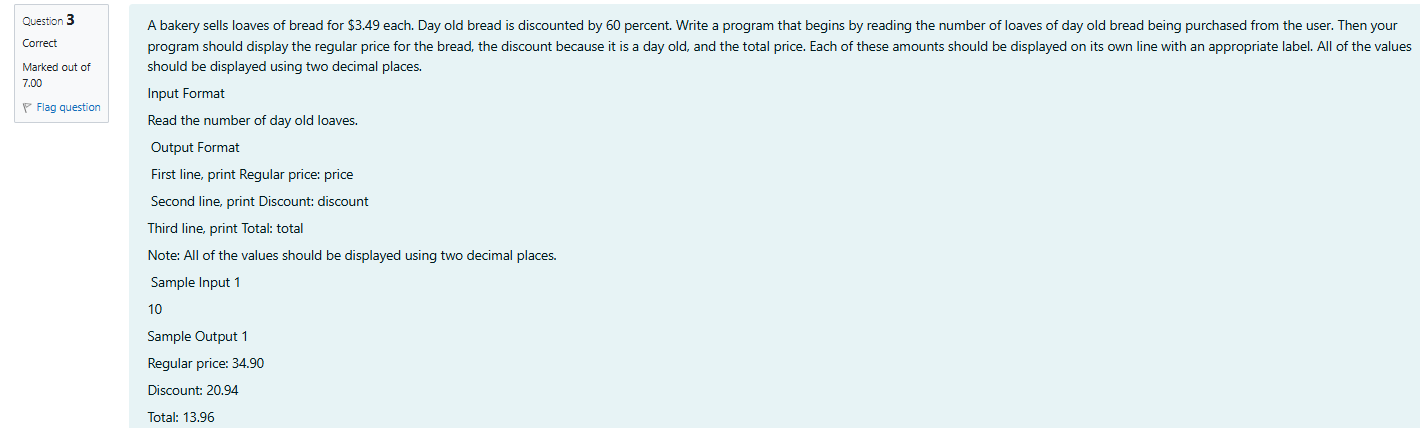 Question 3
Correct
Marked out of
7.00
Flag question
A bakery sells loaves of bread for $3.49 each. Day old bread is discounted by 60 percent. Write a program that begins by reading the number of loaves of day old bread being purchased from the user. Then your
program should display the regular price for the bread, the discount because it is a day old, and the total price. Each of these amounts should be displayed on its own line with an appropriate label. All of the values
should be displayed using two decimal places.
Input Format
Read the number of day old loaves.
Output Format
First line, print Regular price: price
Second line, print Discount: discount
Third line, print Total: total
Note: All of the values should be displayed using two decimal places.
Sample Input 1
10
Sample Output 1
Regular price: 34.90
Discount: 20.94
Total: 13.96